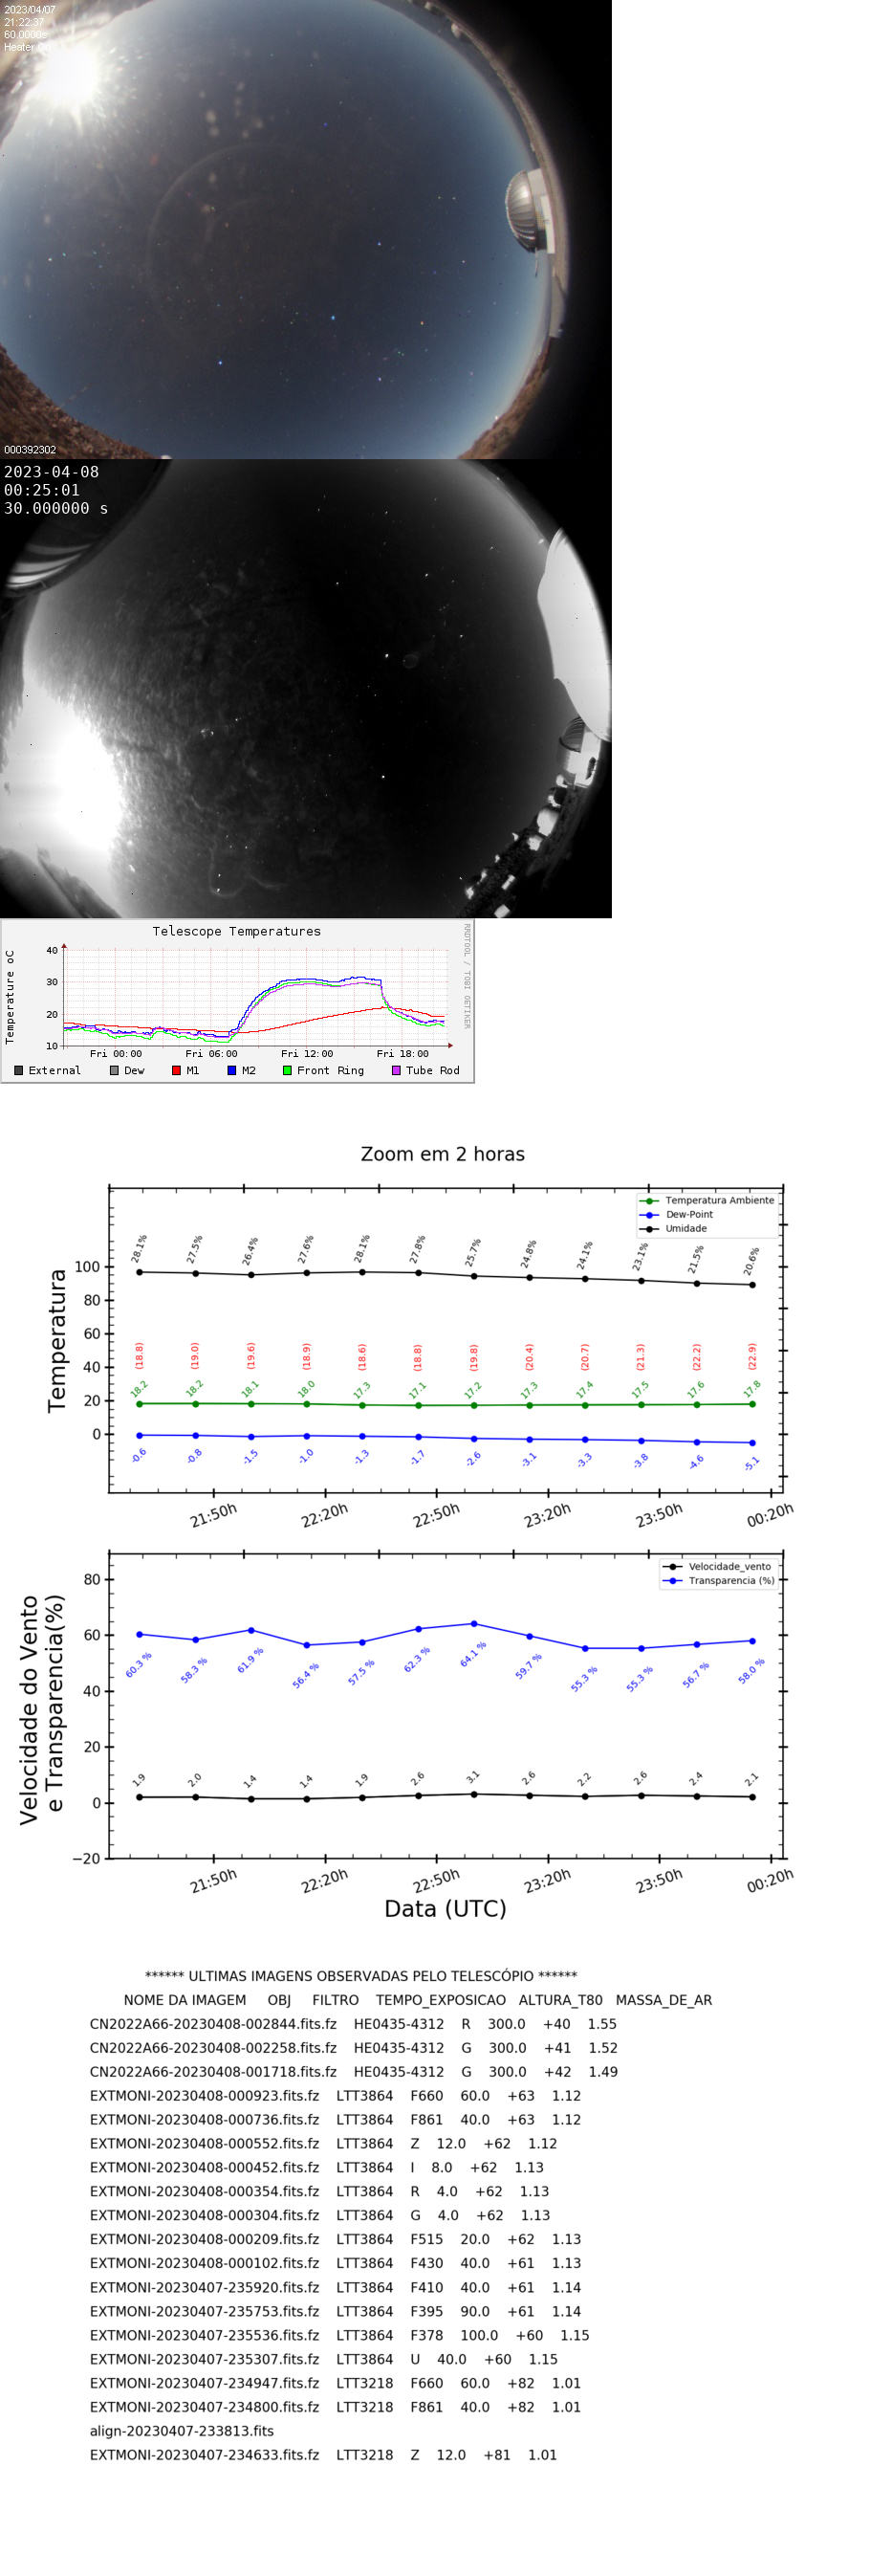 2023/04/07
21:22:37
60.0000s
Heater
000392302
2023-04-08
00:25:01
30.000000 s
Telescope Temperatures
RRDTOOL / TOBI OETIKER
Temperature oC
40
30
20
10
Fri 00:00 Fri 06:00 Fri 12:00 Fri 18:00
External Dew M1 M2 Front Ring Tube Rod
Zoom em 2 horas
Temperatura Ambiente
Dew-Point
Umidade
Temperatura
100
80
60
40
20
0
28.1% 27.5% 26.4% 27.6% 28.1% 27.8% 25.7% 24.8% 24.1% 23.1% 21.5% 20.6%
(18.8) (19.0) (19.6) (18.9) (18.6) (18.8) (19.8) (20.4) (20.7) (21.3) (22.2) (22.9)
18.2 18.2 18.1 18.0 17.3 17.1 17.2 17.3 17.4 17.5 17.6 17.8
-0.6 -0.8 -1.5 -1.0 -1.3 -1.7 -2.6 -3.1 -3.3 -3.8 -4.6 -5.1
21:50h 22:20h 22:50h 23:20h 23:50h 00:20h
Velocidade_vento
Transparencia (%)
Velocidade do Vento
e Transparencia(%)
80
60
40
20
0
−20
60.3 % 58.3 % 61.9 % 56.4 % 57.5 % 62.3 % 64.1 % 59.7 % 55.3 % 55.3 % 56.7 % 58.0 %
1.9 2.0 1.4 1.4 1.9 2.6 3.1 2.6 2.2 2.6 2.4 2.1
21:50h 22:20h 22:50h 23:20h 23:50h 00:20h
Data (UTC)
****** ULTIMAS IMAGENS OBSERVADAS PELO TELESCÓPIO ******
NOME DA IMAGEM OBJ FILTRO TEMPO_EXPOSICAO ALTURA_T80 MASSA_DE_AR
CN2022A66-20230408-002844.fits.fz HE0435-4312 R 300.0 +40 1.55
CN2022A66-20230408-002258.fits.fz HE0435-4312 G 300.0 +41 1.52
CN2022A66-20230408-001718.fits.fz HE0435-4312 G 300.0 +42 1.49
EXTMONI-20230408-000923.fits.fz LTT3864 F660 60.0 +63 1.12
EXTMONI-20230408-000736.fits.fz LTT3864 F861 40.0 +63 1.12
EXTMONI-20230408-000552.fits.fz LTT3864 Z 12.0 +62 1.12
EXTMONI-20230408-000452.fits.fz LTT3864 I 8.0 +62 1.13
EXTMONI-20230408-000354.fits.fz LTT3864 R 4.0 +62 1.13
EXTMONI-20230408-000304.fits.fz LTT3864 G 4.0 +62 1.13
EXTMONI-20230408-000209.fits.fz LTT3864 F515 20.0 +62 1.13
EXTMONI-20230408-000102.fits.fz LTT3864 F430 40.0 +61 1.13
EXTMONI-20230407-235920.fits.fz LTT3864 F410 40.0 +61 1.14
EXTMONI-20230407-235753.fits.fz LTT3864 F395 90.0 +61 1.14
EXTMONI-20230407-235536.fits.fz LTT3864 F378 100.0 +60 1.15
EXTMONI-20230407-235307.fits.fz LTT3864 U 40.0 +60 1.15
EXTMONI-20230407-234947.fits.fz LTT3218 F660 60.0 +82 1.01
EXTMONI-20230407-234800.fits.fz LTT3218 F861 40.0 +82 1.01
align-20230407-233813.fits
EXTMONI-20230407-234633.fits.fz LTT3218 Z 12.0 +81 1.01